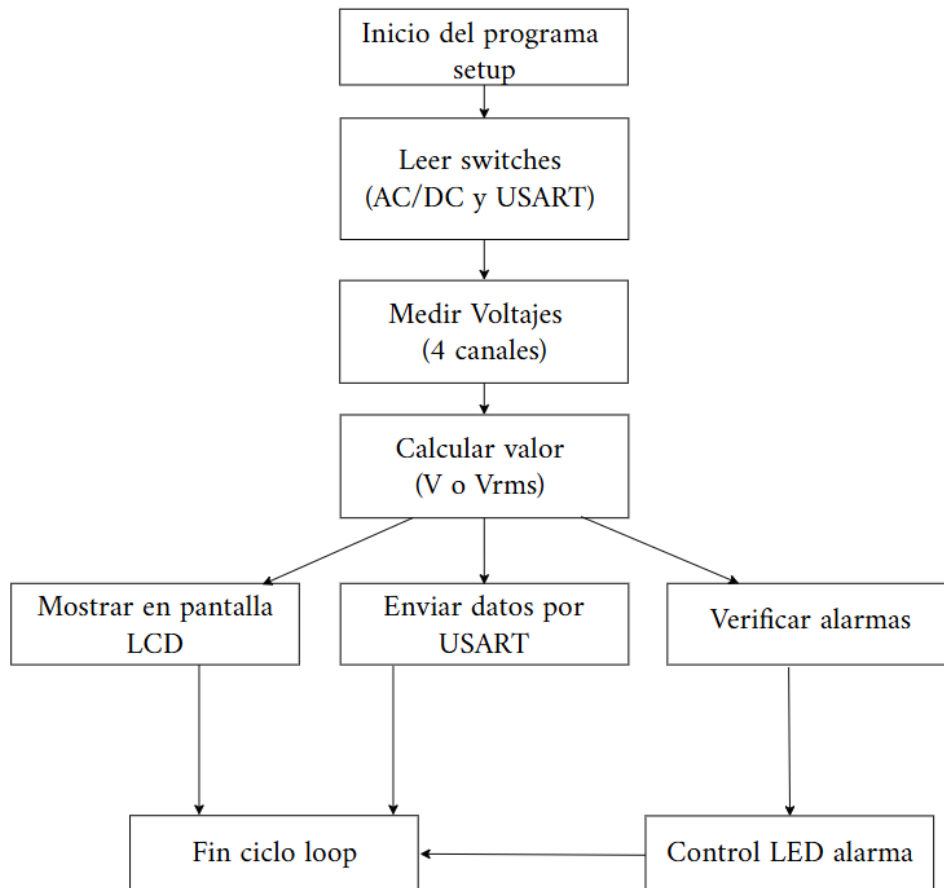 Inicio del programa
setup
Leer switches
(AC/DC y USART)
Medir Voltajes
(4 canales)
Calcular valor
(V o Vrms)
Mostrar en pantalla
LCD
Enviar datos por
USART
Verificar alarmas
Fin ciclo loop
Control LED alarma